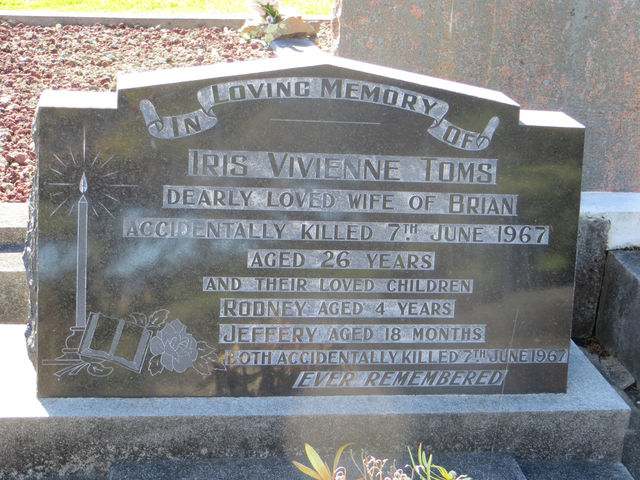 IN LOVING MEMORY OF
IRIS VIVIENNE TOMS
DEARLY LOVED WIFE OF BRIAN
ACCIDENTALLY KILLED 7TH JUNE 1967
AGED 26 YEARS
AND THEIR LOVED CHILDREN
RODNEY AGED 4 YEARS
JEFFERY AGED 18 MONTHS
BOTH ACCIDENTALLY KILLED 7TH JUNE 1967
EVER REMEMBERED